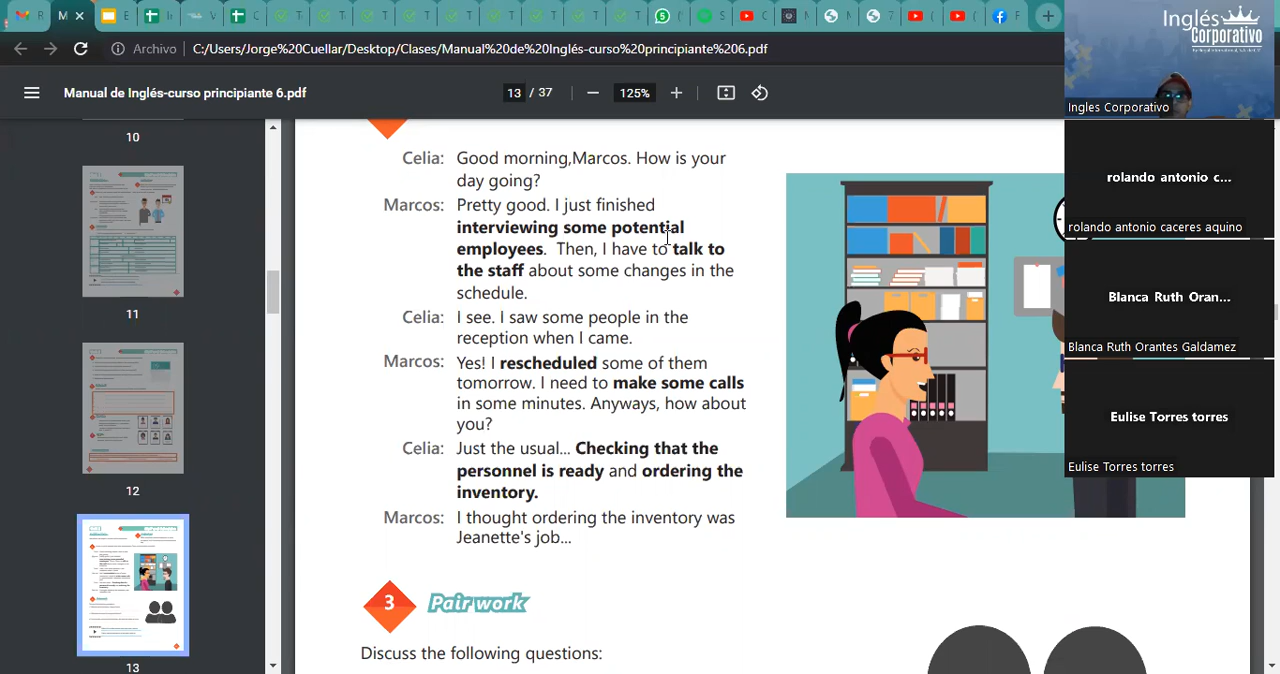 Archivo C:/Users/Jorge%20Cuellar/Desktop/Clases/Manual%20de%20Inglés-curso%20principiante%206.pdf
Manual de Inglés-curso principiante 6.pdf
13 / 37
125%
10
11
12
13
Celia: Good morning,Marcos. How is your
day going?
Marcos: Pretty good. I just finished
interviewing some potential
employees. Then, I have to talk to
the staff about some changes in the
schedule.
Celia: I see. I saw some people in the
reception when I came.
Marcos: Yes! I rescheduled some of them
tomorrow. I need to make some calls
in some minutes. Anyways, how about
you?
Celia: Just the usual... Checking that the
personnel is ready and ordering the
inventory.
Marcos: I thought ordering the inventory was
Jeanette's job...
3 Pair work
Discuss the following questions:
Inglés
Corporativo
Ingles Corporativo
rolando antonio c...
rolando antonio caceres aquino
Blanca Ruth Oran...
Blanca Ruth Orantes Galdamez
Eulise Torres torres
Eulise Torres torres